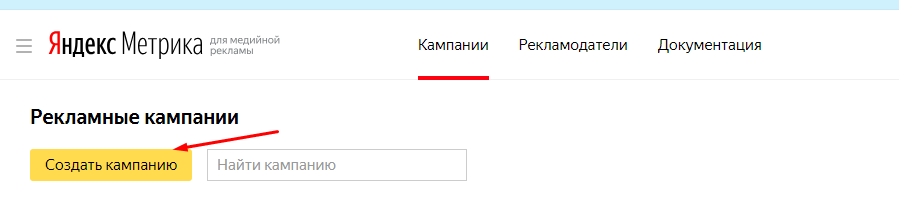 Яндекс Метрика для медийной
рекламы
Кампании Рекламодатели Документация
Рекламные кампании
Создать кампанию Найти кампанию